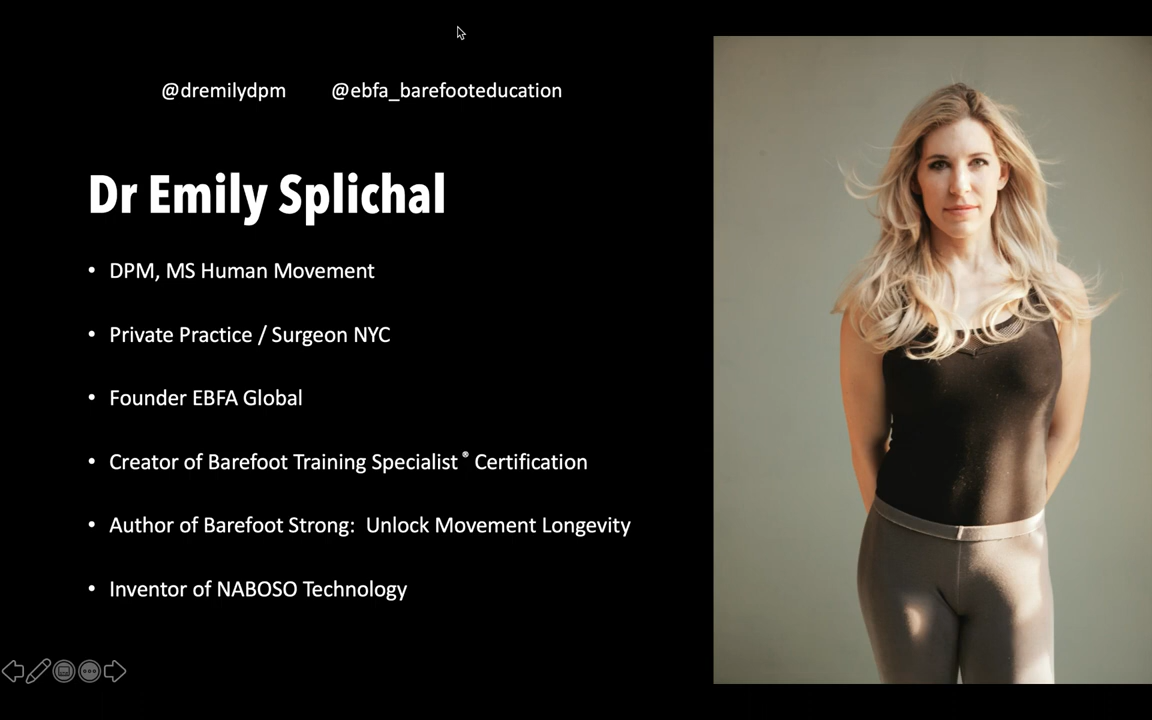 @dremilydpm @ebfa_barefooteducation
Dr Emily Splichal
• DPM, MS Human Movement
• Private Practice / Surgeon NYC
• Founder EBFA Global
• Creator of Barefoot Training Specialist® Certification
• Author of Barefoot Strong:  Unlock Movement Longevity
• Inventor of NABOSO Technology